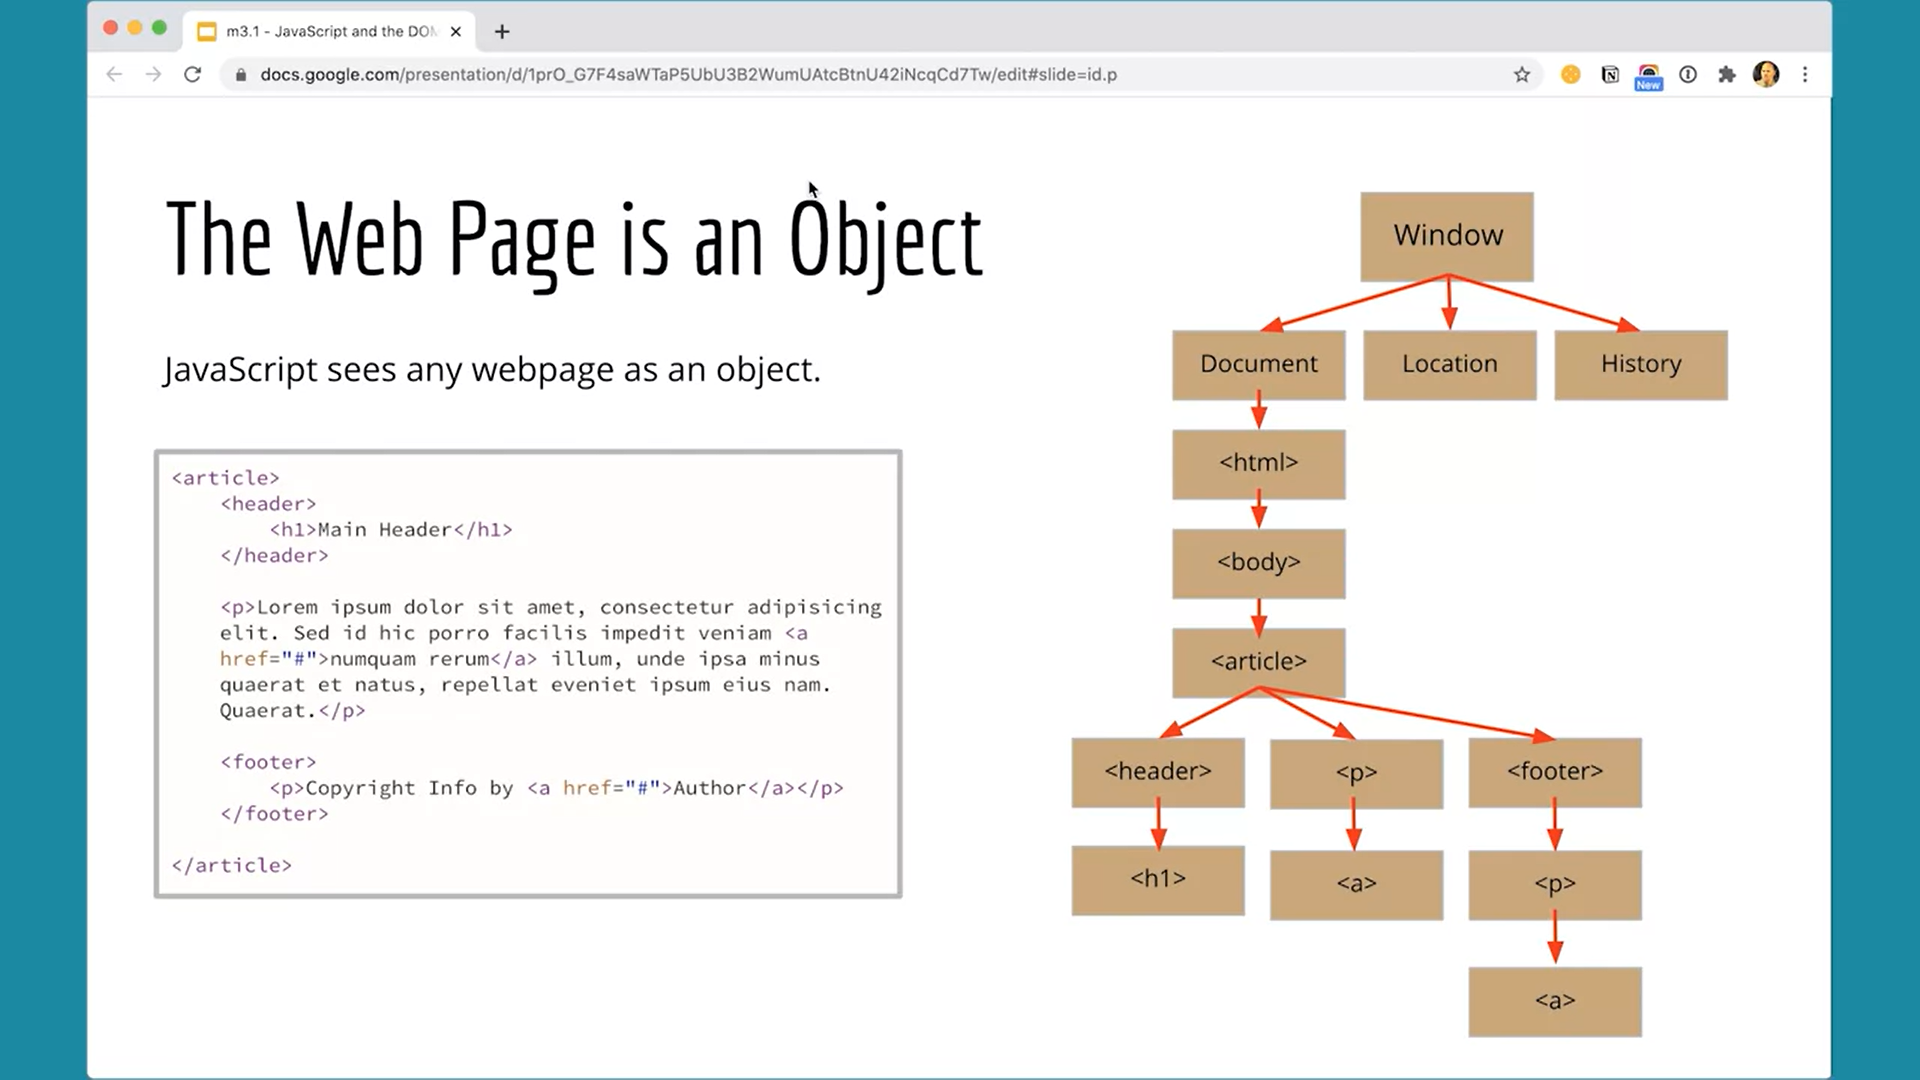 m3.1 - JavaScript and the DOM
docs.google.com/presentation/d/1prO_G7F4saWTaP5UbU3B2WumUAtcBtnU42iNcqCd7Tw/edit#slide=id.p
New
The Web Page is an Object
JavaScript sees any webpage as an object.
<article>
<header>
<h1>Main Header</h1>
</header>
<p>Lorem ipsum dolor sit amet, consectetur adipisicing
elit. Sed id hic porro facilis impedit veniam <a
href="#">numquam rerum</a> illum, unde ipsa minus
quaerat et natus, repellat eveniet ipsum eius nam.
Quaerat.</p>
<footer>
<p>Copyright Info by <a href="#">Author</a></p>
</footer>
</article>
Window
Document
Location
History
<html>
<body>
<article>
<header>
<p>
<footer>
<h1>
<a>
<p>
<a>